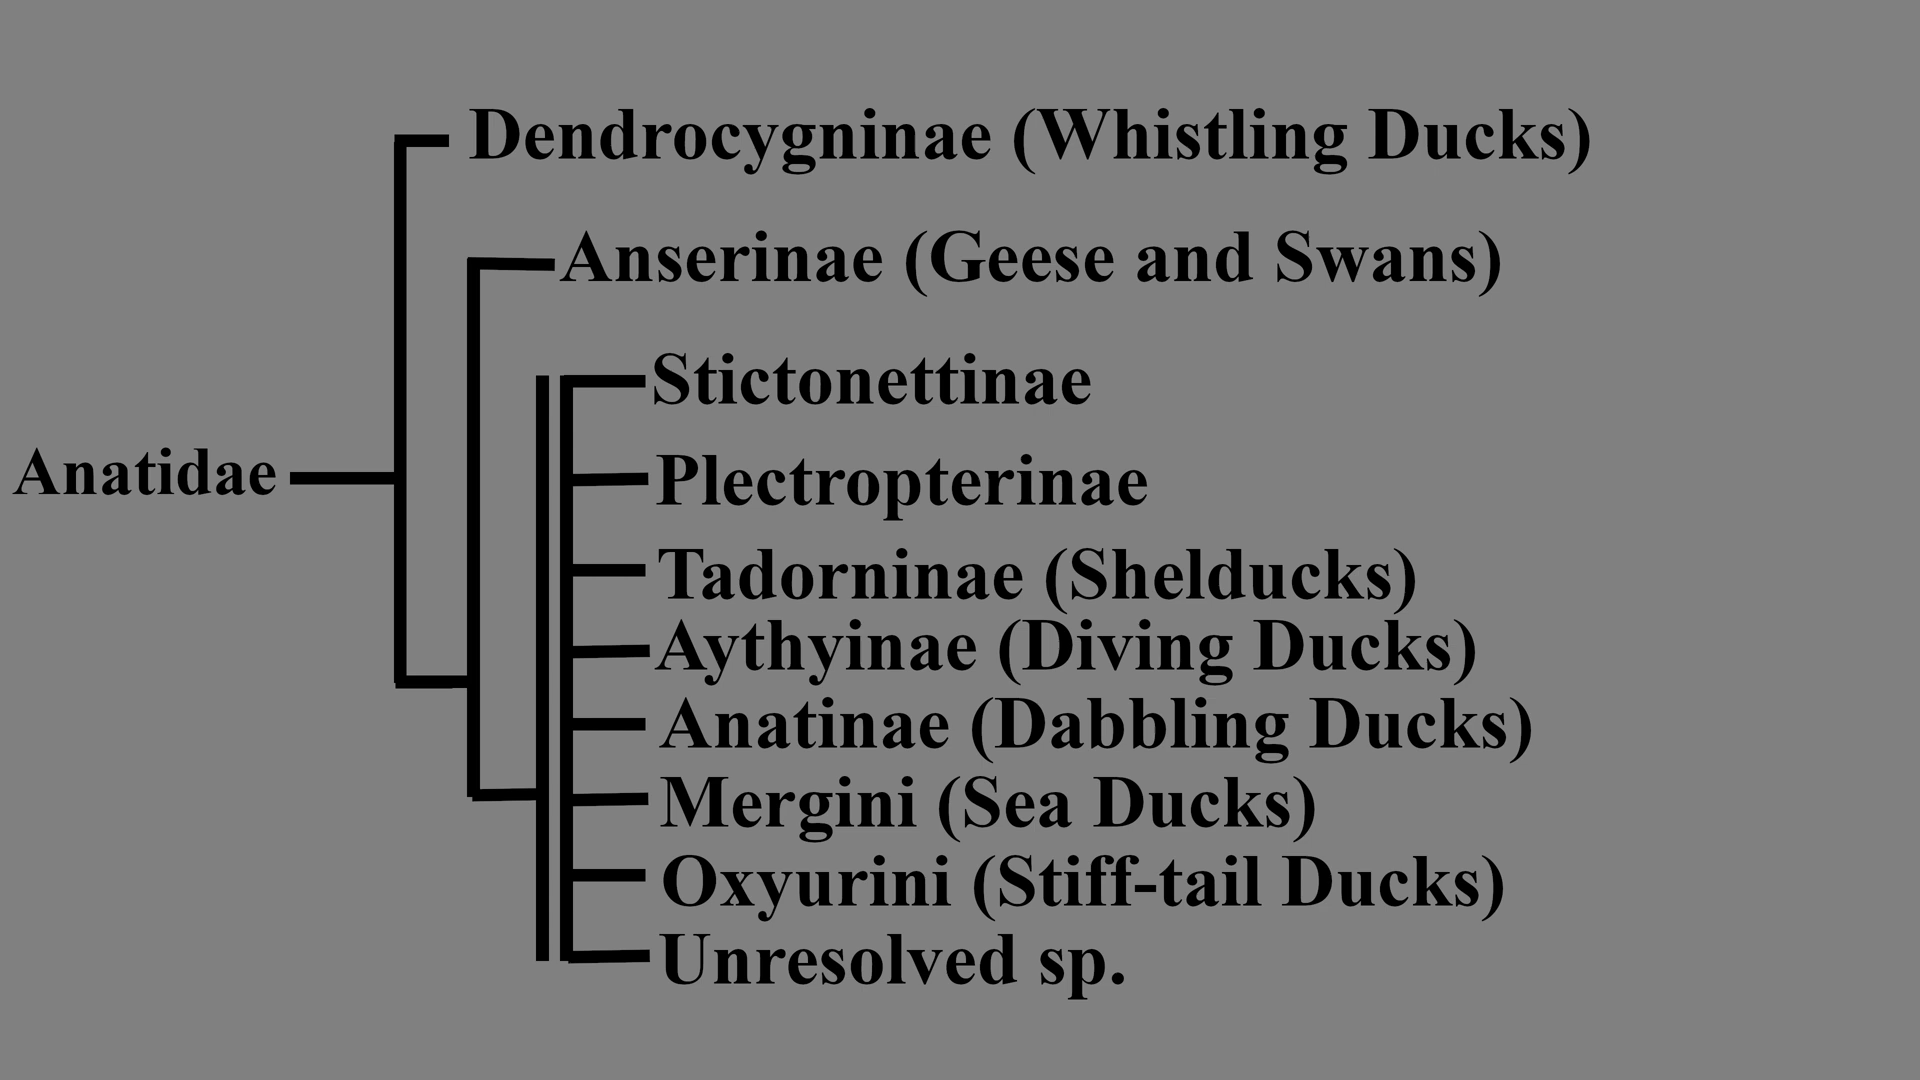 Dendrocygninae (Whistling Ducks)
Anserinae (Geese and Swans)
Stictonettinae
Anatidae
Plectropterinae
Tadorninae (Shelducks)
Aythyinae (Diving Ducks)
Anatinae (Dabbling Ducks)
Mergini (Sea Ducks)
Oxyurini (Stiff-tail Ducks)
Unresolved sp.